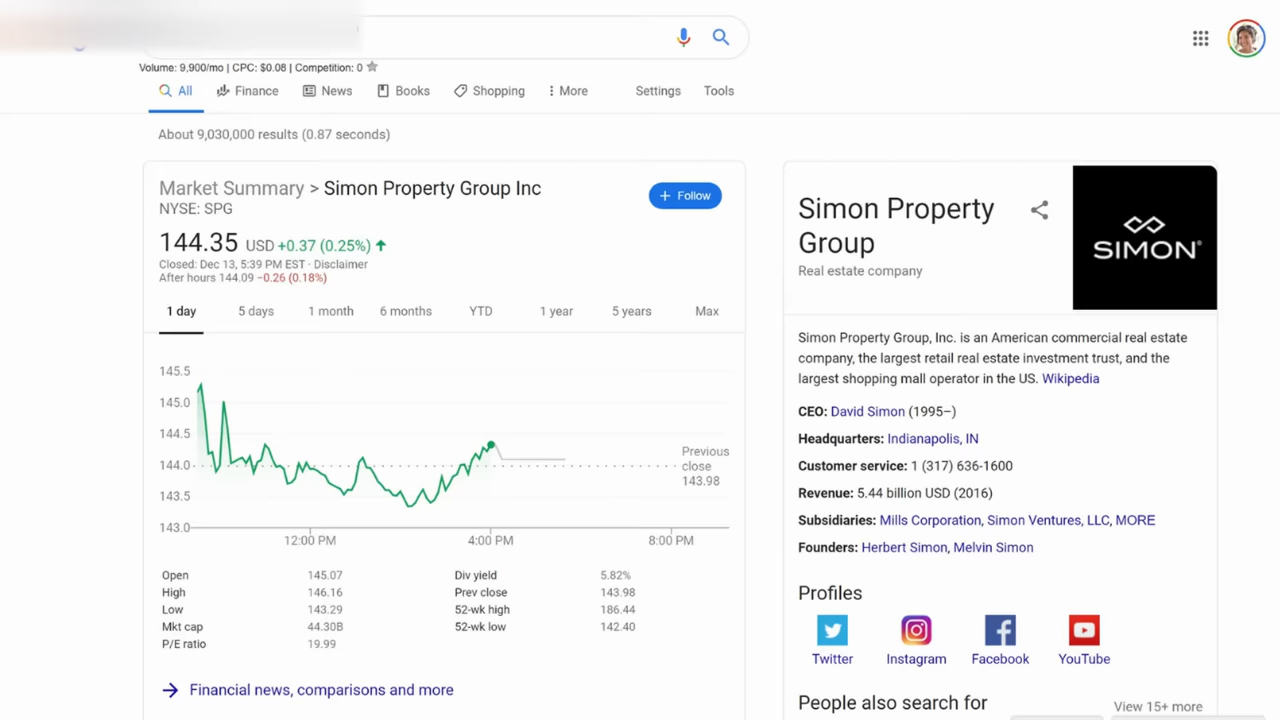 Volume: 9,900/mo | CPC: $0.08 | Competition: 0
All Finance News Books Shopping More Settings Tools
About 9,030,000 results (0.87 seconds)
Market Summary > Simon Property Group Inc
NYSE: SPG
+ Follow
144.35 USD +0.37 (0.25%)
Closed: Dec 13, 5:39 PM EST · Disclaimer
After hours 144.09 −0.26 (0.18%)
1 day 5 days 1 month 6 months YTD 1 year 5 years Max
145.5
145.0
144.5
144.0
143.5
143.0
Previous
close
143.98
12:00 PM 4:00 PM 8:00 PM
Open 145.07 Div yield 5.82%
High 146.16 Prev close 143.98
Low 143.29 52-wk high 186.44
Mkt cap 44.30B 52-wk low 142.40
P/E ratio 19.99
Financial news, comparisons and more
Simon Property
Group
Real estate company
SIMON®
Simon Property Group, Inc. is an American commercial real estate
company, the largest retail real estate investment trust, and the
largest shopping mall operator in the US. Wikipedia
CEO: David Simon (1995–)
Headquarters: Indianapolis, IN
Customer service: 1 (317) 636-1600
Revenue: 5.44 billion USD (2016)
Subsidiaries: Mills Corporation, Simon Ventures, LLC, MORE
Founders: Herbert Simon, Melvin Simon
Profiles
Twitter Instagram Facebook YouTube
People also search for View 15+ more